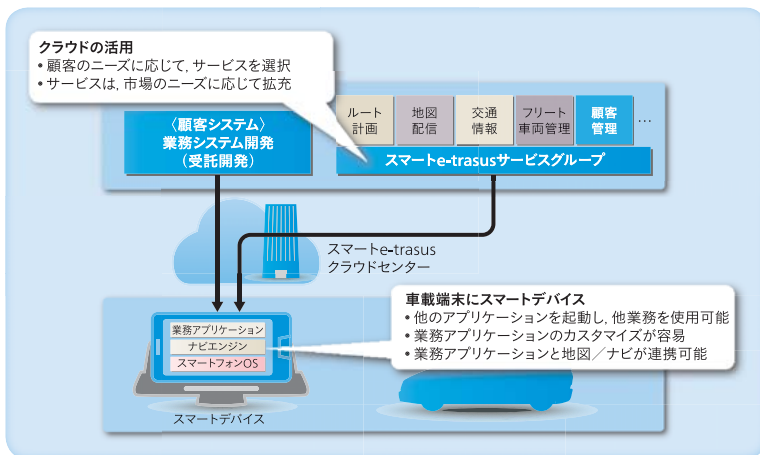 クラウドの活用
• 顧客のニーズに応じて,サービスを選択
• サービスは,市場のニーズに応じて拡充
〈顧客システム〉
業務システム開発
(受託開発)
ルート
計画
地図
配信
交通
情報
フリート
車両管理
顧客
管理
…
スマートe-trasusサービスグループ
スマートe-trasus
クラウドセンター
車載端末にスマートデバイス
• 他のアプリケーションを起動し,他業務を使用可能
• 業務アプリケーションのカスタマイズが容易
• 業務アプリケーションと地図/ナビが連携可能
業務アプリケーション
ナビエンジン
スマートフォンOS
スマートデバイス